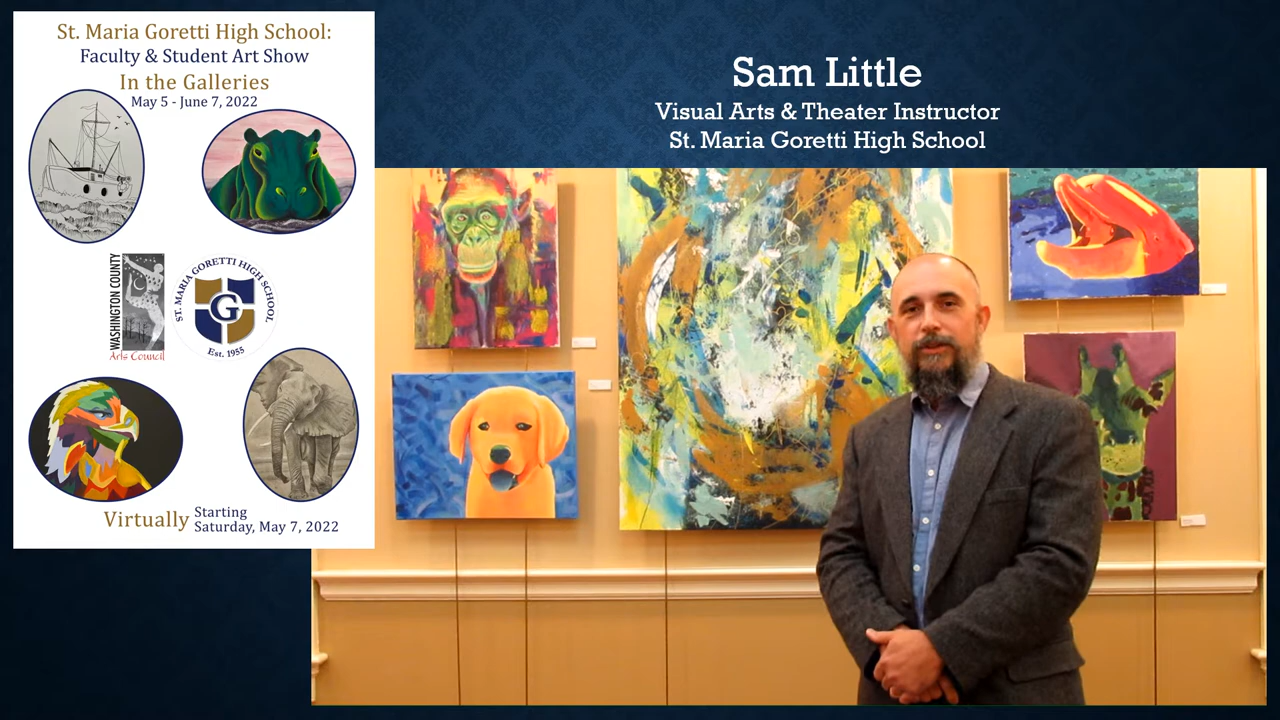 St. Maria Goretti High School:
Faculty & Student Art Show
In the Galleries
May 5 - June 7, 2022
WASHINGTON COUNTY
Arts Council
ST. MARIA GORETTI HIGH SCHOOL
G
Est. 1955
Virtually
Starting
Saturday, May 7, 2022
Sam Little
Visual Arts & Theater Instructor
St. Maria Goretti High School